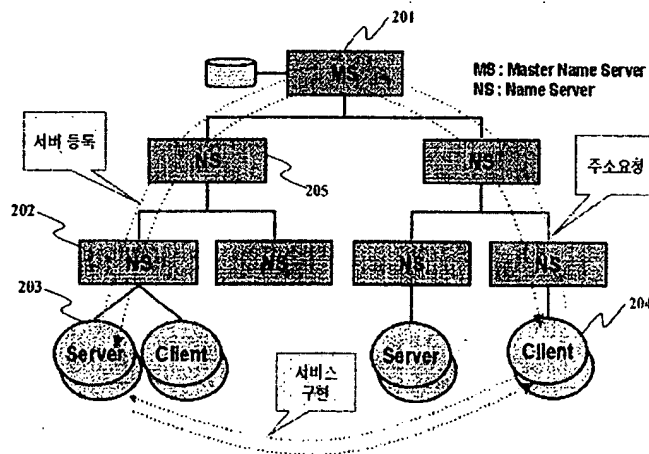 201
MS
MS : Master Name Server
NS : Name Server
서버 등록
NS
205
NS
주소요청
202
NS
NS
NS
NS
203
204
Server
Client
Server
Client
서비스
구현